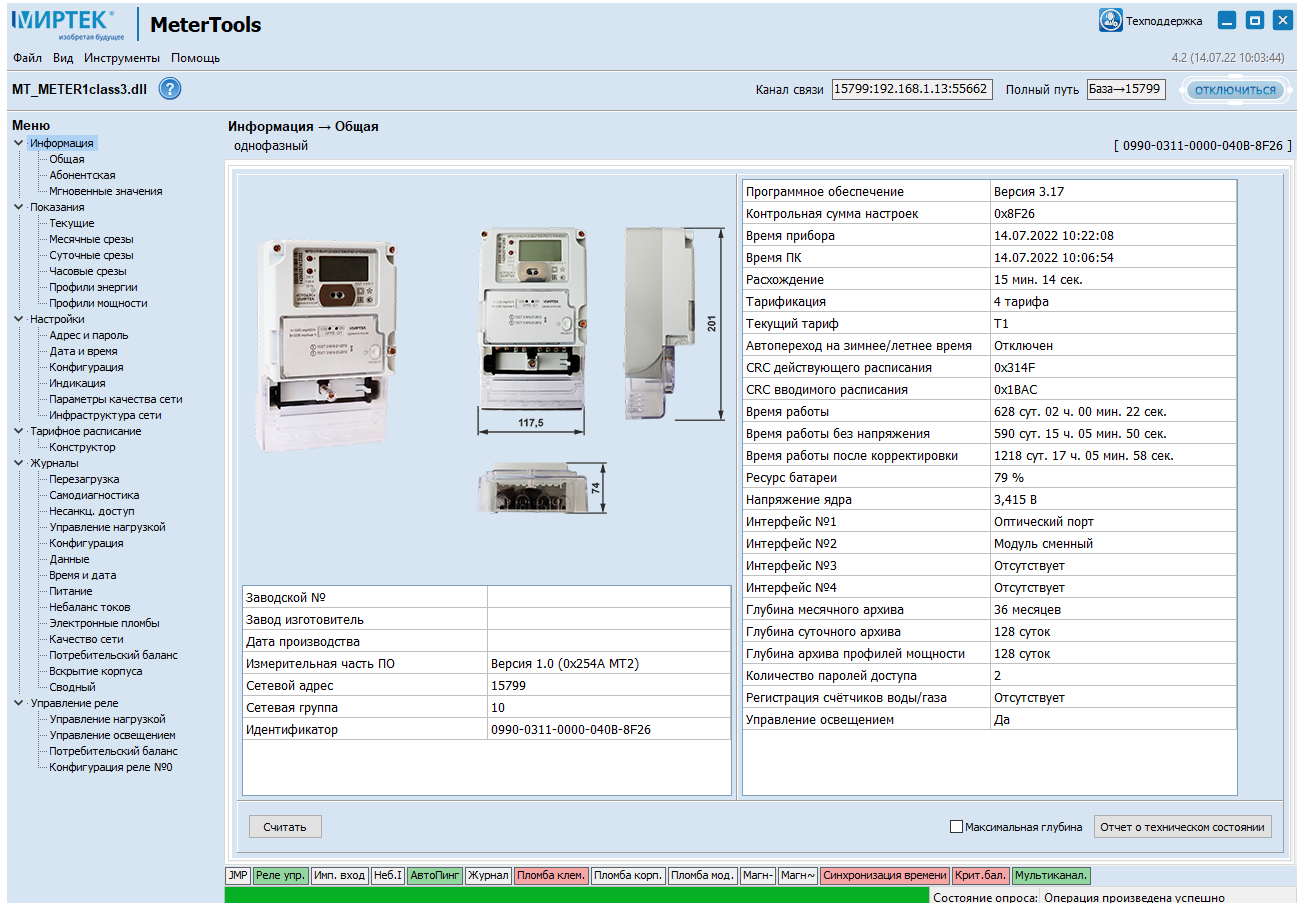 МИРТЕК
изобретая будущее
MeterTools
Техподдержка
Файл Вид Инструменты Помощь
4.2 (14.07.22 10:03:44)
MT_METER1class3.dll ?
Канал связи 15799:192.168.1.13:55662 Полный путь База→15799 ОТКЛЮЧИТЬСЯ
Меню
Информация
Общая
Абонентская
Мгновенные значения
Показания
Текущие
Месячные срезы
Суточные срезы
Часовые срезы
Профили энергии
Профили мощности
Настройки
Адрес и пароль
Дата и время
Конфигурация
Индикация
Параметры качества сети
Инфраструктура сети
Тарифное расписание
Конструктор
Журналы
Перезагрузка
Самодиагностика
Несанкц. доступ
Управление нагрузкой
Конфигурация
Данные
Время и дата
Питание
Небаланс токов
Электронные пломбы
Качество сети
Потребительский баланс
Вскрытие корпуса
Сводный
Управление реле
Управление нагрузкой
Управление освещением
Потребительский баланс
Конфигурация реле №0
Информация → Общая
однофазный
[ 0990-0311-0000-040B-8F26 ]
МИРТЕК
МИРТЕК
117,5
201
74
Заводской №
Завод изготовитель
Дата производства
Измерительная часть ПО Версия 1.0 (0x254A MT2)
Сетевой адрес 15799
Сетевая группа 10
Идентификатор 0990-0311-0000-040B-8F26
Программное обеспечение Версия 3.17
Контрольная сумма настроек 0x8F26
Время прибора 14.07.2022 10:22:08
Время ПК 14.07.2022 10:06:54
Расхождение 15 мин. 14 сек.
Тарификация 4 тарифа
Текущий тариф T1
Автопереход на зимнее/летнее время Отключен
CRC действующего расписания 0x314F
CRC вводимого расписания 0x1BAC
Время работы 628 сут. 02 ч. 00 мин. 22 сек.
Время работы без напряжения 590 сут. 15 ч. 05 мин. 50 сек.
Время работы после корректировки 1218 сут. 17 ч. 05 мин. 58 сек.
Ресурс батареи 79 %
Напряжение ядра 3,415 В
Интерфейс №1 Оптический порт
Интерфейс №2 Модуль сменный
Интерфейс №3 Отсутствует
Интерфейс №4 Отсутствует
Глубина месячного архива 36 месяцев
Глубина суточного архива 128 суток
Глубина архива профилей мощности 128 суток
Количество паролей доступа 2
Регистрация счётчиков воды/газа Отсутствует
Управление освещением Да
Считать
Максимальная глубина Отчет о техническом состоянии
JMP Реле упр. Имп. вход Неб.I АвтоПинг Журнал Пломба клем. Пломба корп. Пломба мод. Магн- Магн~ Синхронизация времени Крит.бал. Мультиканал.
Состояние опроса: Операция произведена успешно